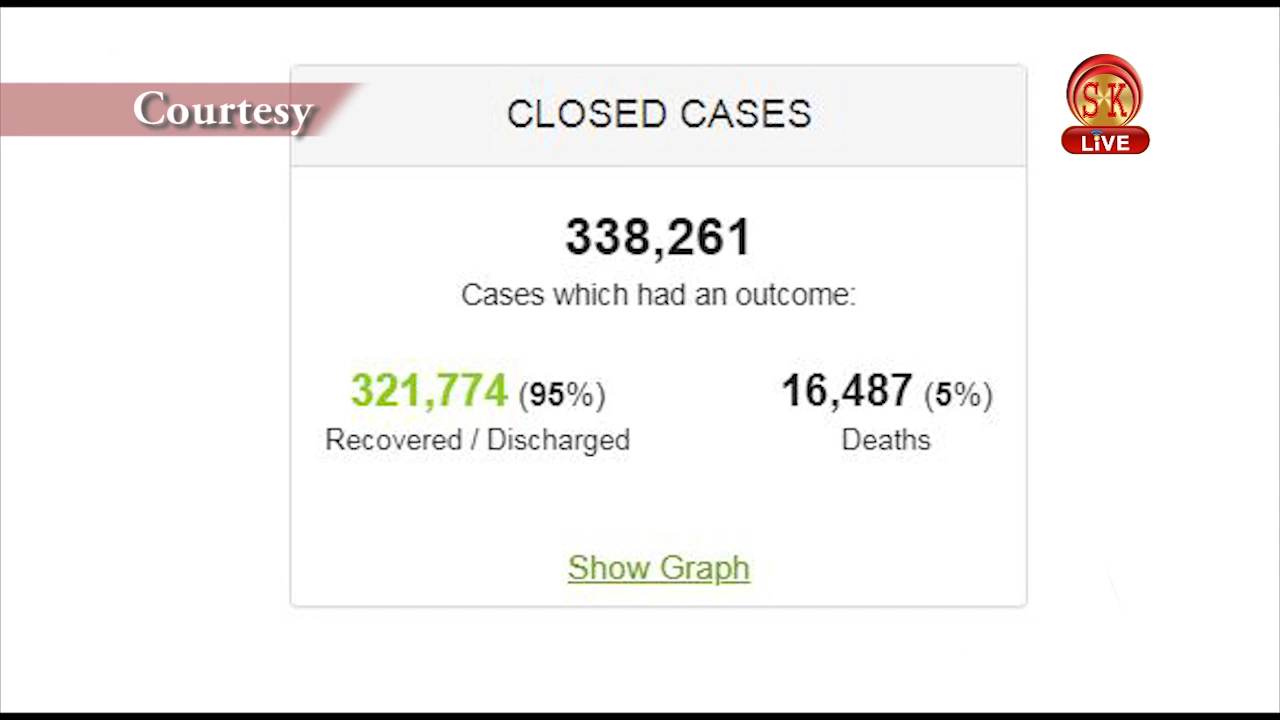 Courtesy
CLOSED CASES
SK
LiVE
338,261
Cases which had an outcome:
321,774 (95%)
Recovered / Discharged
16,487 (5%)
Deaths
Show Graph